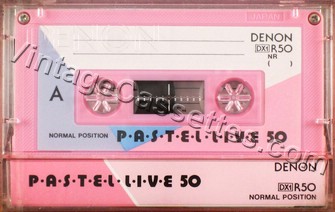 DENON
DENON
DX1 R50
NR
( )
A
NORMAL POSITION
P·A·S·T·E·L·L·I·V·E 50
VintageCassettes.com
P·A·S·T·E·L·L·I·V·E 50
DENON
DX1 R50
NORMAL POSITION